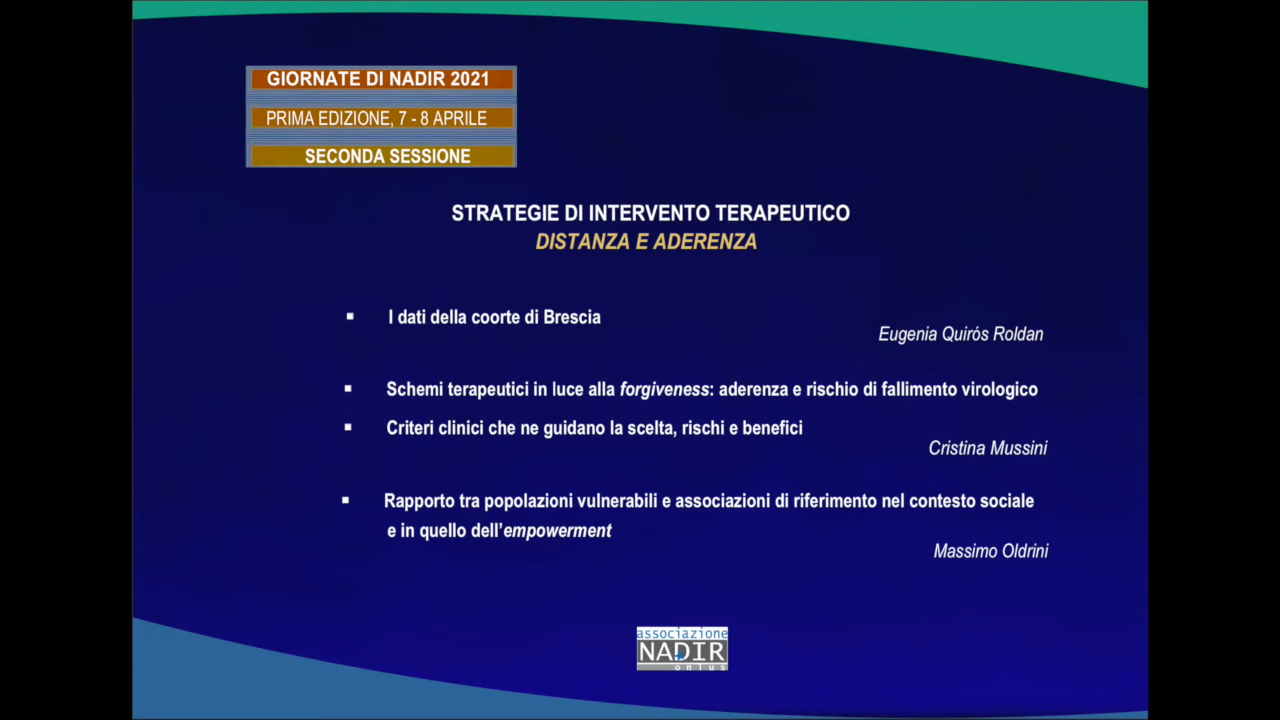 GIORNATE DI NADIR 2021
PRIMA EDIZIONE, 7 - 8 APRILE
SECONDA SESSIONE
STRATEGIE DI INTERVENTO TERAPEUTICO
DISTANZA E ADERENZA
▪ I dati della coorte di Brescia
Eugenia Quirós Roldan
▪ Schemi terapeutici in luce alla forgiveness: aderenza e rischio di fallimento virologico
▪ Criteri clinici che ne guidano la scelta, rischi e benefici
Cristina Mussini
▪ Rapporto tra popolazioni vulnerabili e associazioni di riferimento nel contesto sociale
e in quello dell’empowerment
Massimo Oldrini
associazione
NADIR
onlus